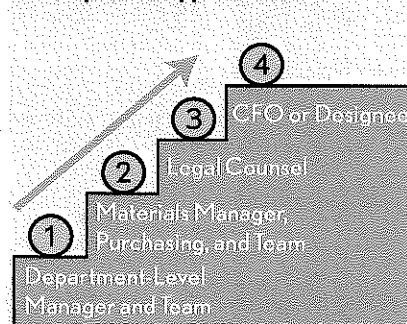 4
CFO or Designee
3
Legal Counsel
2
Materials Manager,
Purchasing, and Team
1
Department-Level
Manager and Team